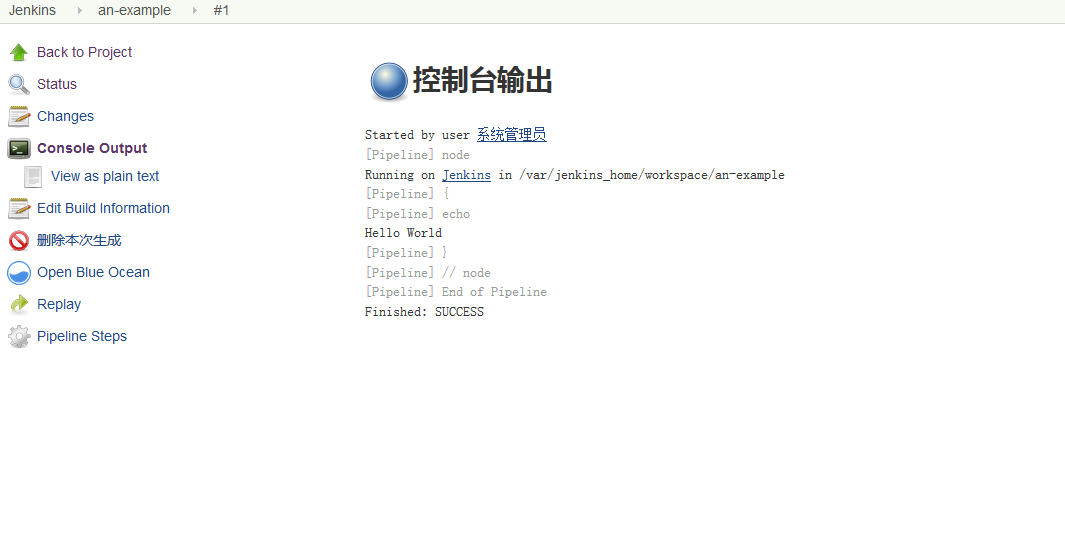 Jenkins an-example #1
Back to Project
Status
Changes
Console Output
View as plain text
Edit Build Information
删除本次生成
Open Blue Ocean
Replay
Pipeline Steps
控制台输出
Started by user 系统管理员
[Pipeline] node
Running on Jenkins in /var/jenkins_home/workspace/an-example
[Pipeline] {
[Pipeline] echo
Hello World
[Pipeline] }
[Pipeline] // node
[Pipeline] End of Pipeline
Finished: SUCCESS